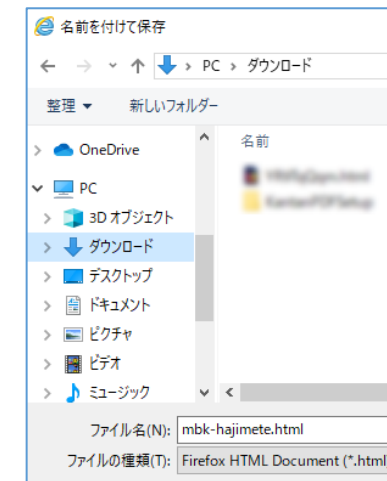 名前を付けて保存
PC › ダウンロード
整理 新しいフォルダー
名前
OneDrive
PC
3D オブジェクト
ダウンロード
デスクトップ
ドキュメント
ピクチャ
ビデオ
ミュージック
ファイル名(N): mbk-hajimete.html
ファイルの種類(T): Firefox HTML Document (*.html